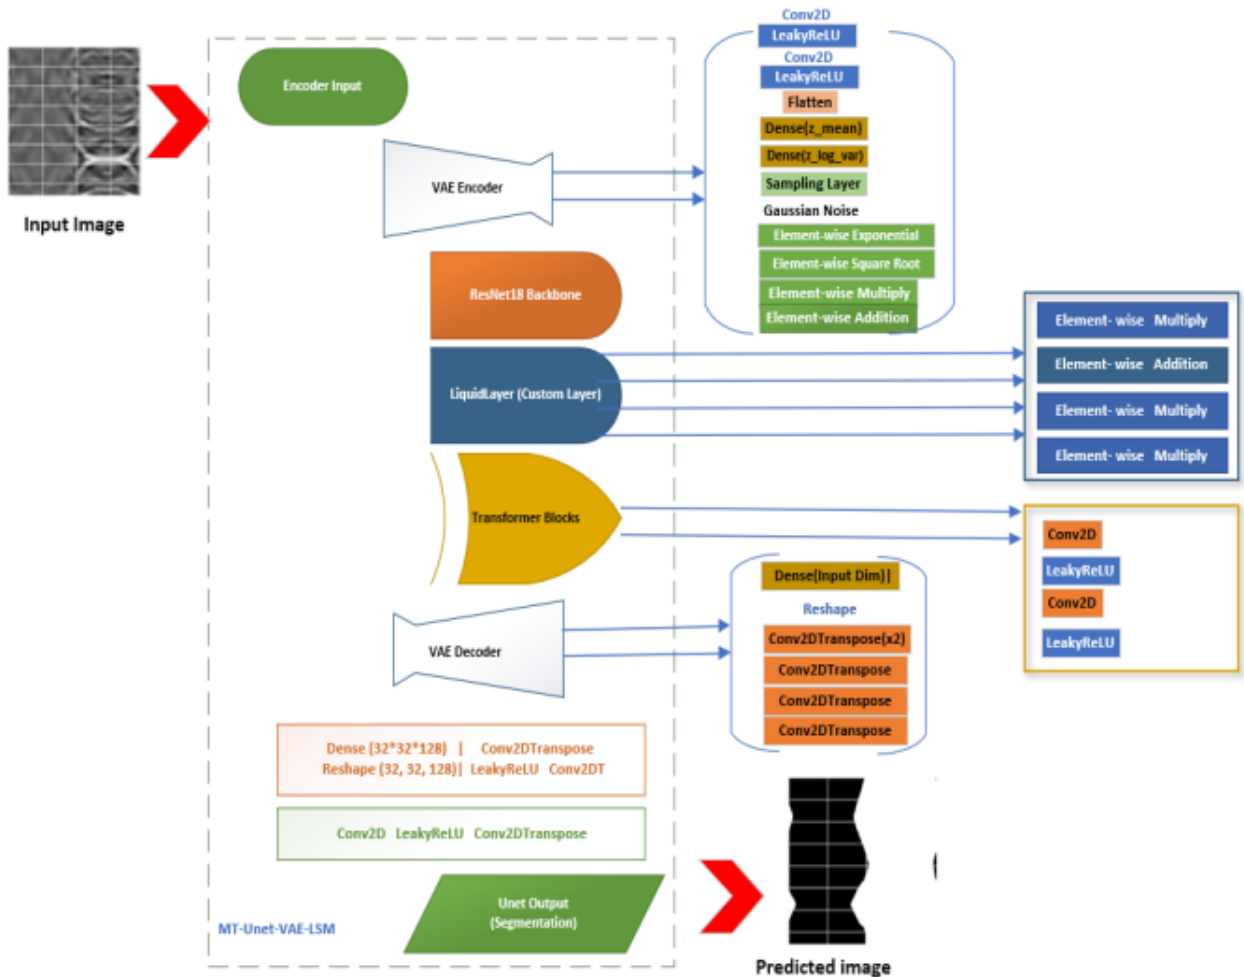 Input Image
Encoder Input
VAE Encoder
ResNet18 Backbone
LiquidLayer (Custom Layer)
Transformer Blocks
VAE Decoder
Dense (32*32*128) | Conv2DTranspose
Reshape (32, 32, 128)| LeakyReLU Conv2DT
Conv2D LeakyReLU Conv2DTranspose
Unet Output
(Segmentation)
MT-Unet-VAE-LSM
Conv2D
LeakyReLU
Conv2D
LeakyReLU
Flatten
Dense(z_mean)
Dense(z_log_var)
Sampling Layer
Gaussian Noise
Element-wise Exponential
Element-wise Square Root
Element-wise Multiply
Element-wise Addition
Element- wise Multiply
Element- wise Addition
Element- wise Multiply
Element- wise Multiply
Conv2D
LeakyReLU
Conv2D
LeakyReLU
Dense(Input Dim)|
Reshape
Conv2DTranspose(x2)
Conv2DTranspose
Conv2DTranspose
Conv2DTranspose
Predicted image